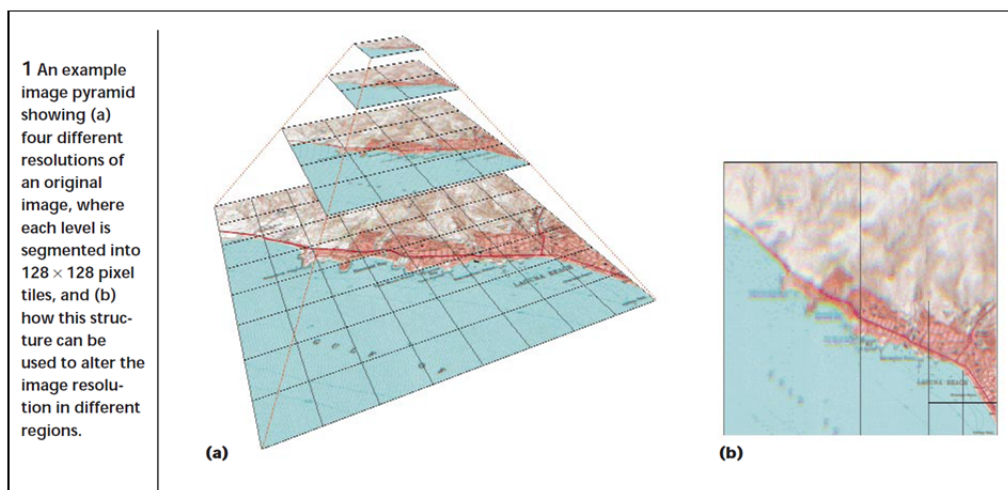 1 An example
image pyramid
showing (a)
four different
resolutions of
an original
image, where
each level is
segmented into
128 × 128 pixel
tiles, and (b)
how this struc-
ture can be
used to alter the
image resolu-
tion in different
regions.
LAGUNA BEACH
(a)
LAGUNA BEACH
(b)